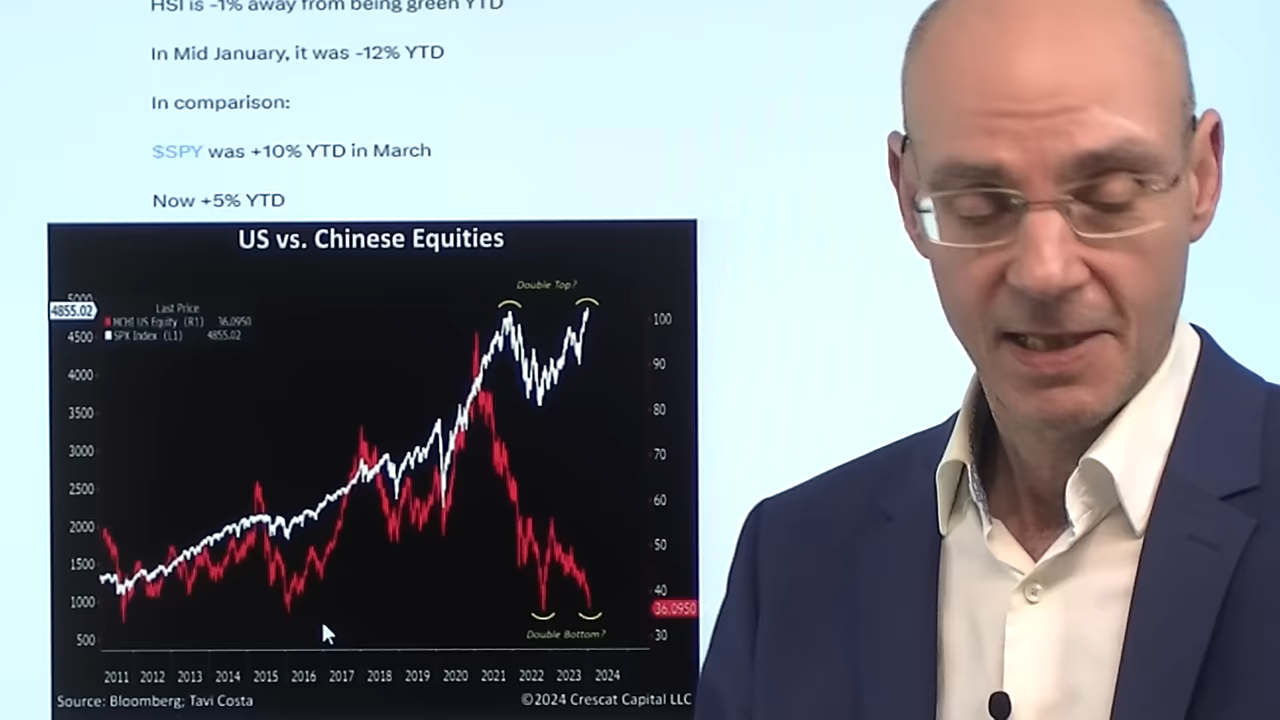 HSI is -1% away from being green YTD
In Mid January, it was -12% YTD
In comparison:
$SPY was +10% YTD in March
Now +5% YTD
US vs. Chinese Equities
Double Top?
5000
4855.02
Last Price
MCHI US Equity (R1) 36.0950
SPX Index (L1) 4855.02
4500
4000
3500
3000
2500
2000
1500
1000
500
100
90
80
70
60
50
40
36.0950
30
Double Bottom?
2011 2012 2013 2014 2015 2016 2017 2018 2019 2020 2021 2022 2023 2024
Source: Bloomberg; Tavi Costa
©2024 Crescat Capital LLC